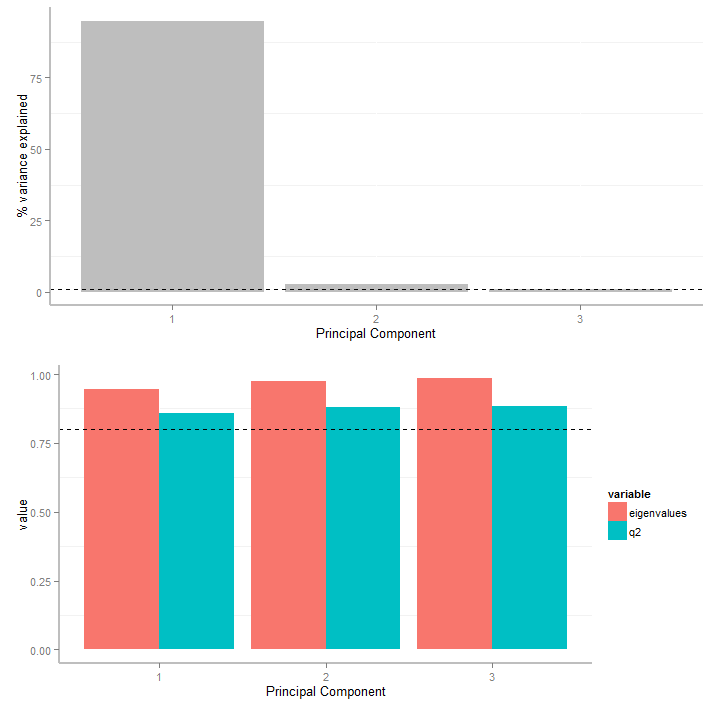 % variance explained
75
50
25
0
1 2 3
Principal Component
value
1.00
0.75
0.50
0.25
0.00
variable
eigenvalues
q2
1 2 3
Principal Component